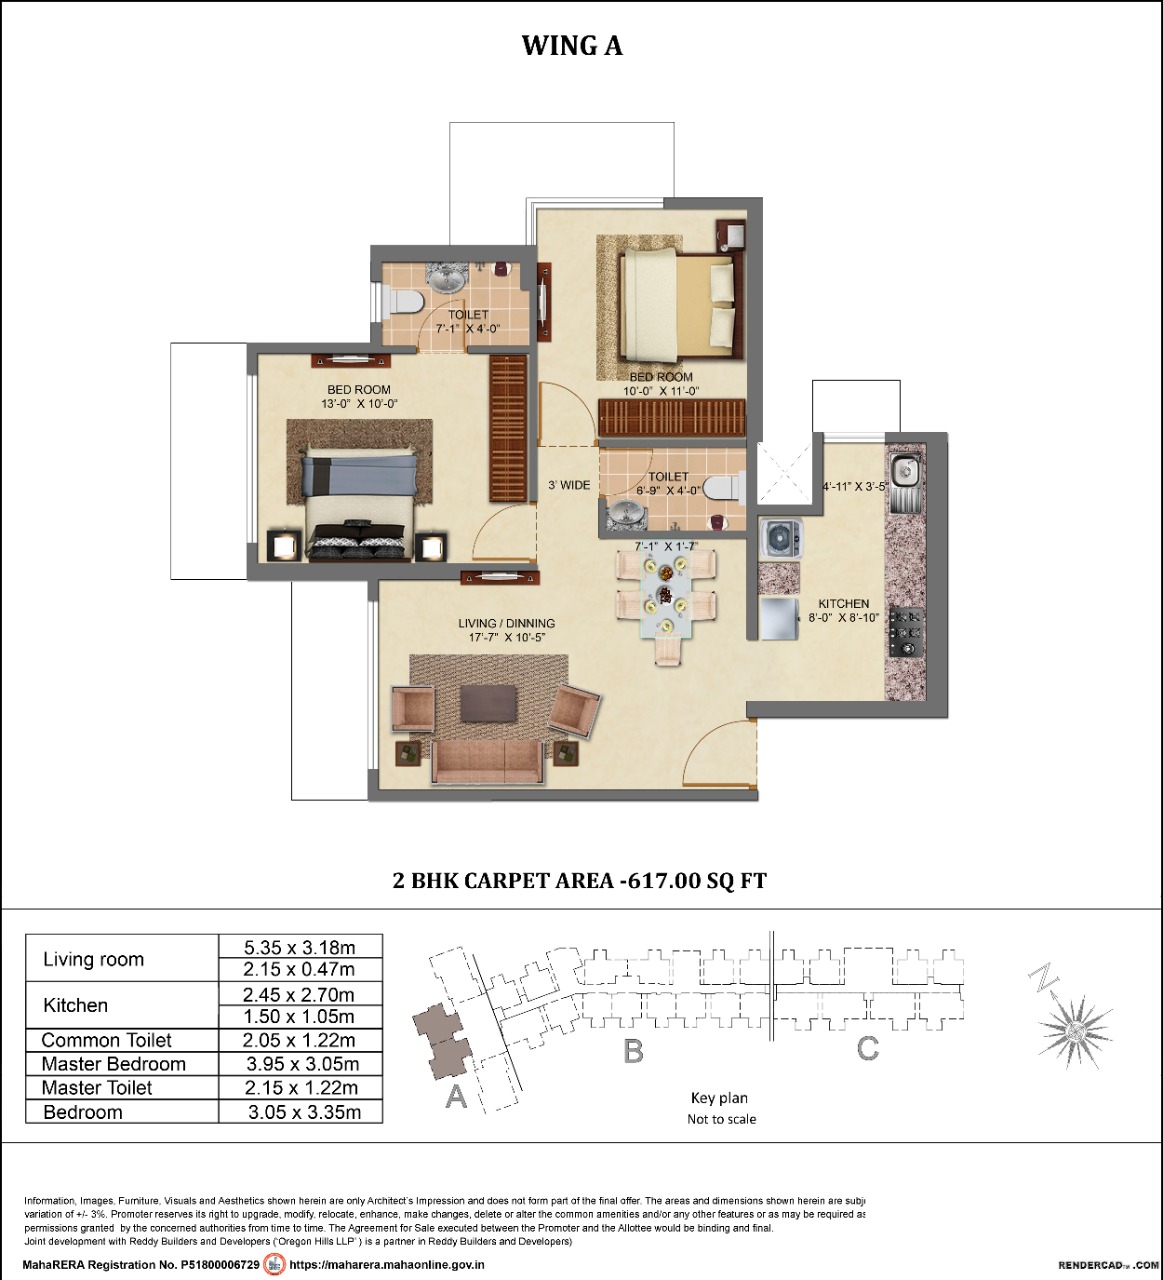 WING A
TOILET
7'-1" X 4'-0"
BED ROOM
10'-0" X 11'-0"
BED ROOM
13'-0" X 10'-0"
3' WIDE
TOILET
6'-9" X 4'-0"
4'-11" X 3'-5"
7'-1" X 1'-7"
KITCHEN
8'-0" X 8'-10"
LIVING / DINNING
17'-7" X 10'-5"
2 BHK CARPET AREA -617.00 SQ FT
Living room
5.35 x 3.18m
2.15 x 0.47m
Kitchen
2.45 x 2.70m
1.50 x 1.05m
Common Toilet 2.05 x 1.22m
Master Bedroom 3.95 x 3.05m
Master Toilet 2.15 x 1.22m
Bedroom 3.05 x 3.35m
A
B
C
N
Key plan
Not to scale
Information, Images, Furniture, Visuals and Aesthetics shown herein are only Architect's Impression and does not form part of the final offer. The areas and dimensions shown herein are subj
variation of +/- 3%. Promoter reserves its right to upgrade, modify, relocate, enhance, make changes, delete or alter the common amenities and/or any other features or as may be required as
permissions granted by the concerned authorities from time to time. The Agreement for Sale executed between the Promoter and the Allottee would be binding and final.
Joint development with Reddy Builders and Developers ('Oregon Hills LLP' ) is a partner in Reddy Builders and Developers)
MahaRERA Registration No. P51800006729 https://maharera.mahaonline.gov.in
RENDERCAD™ .COM